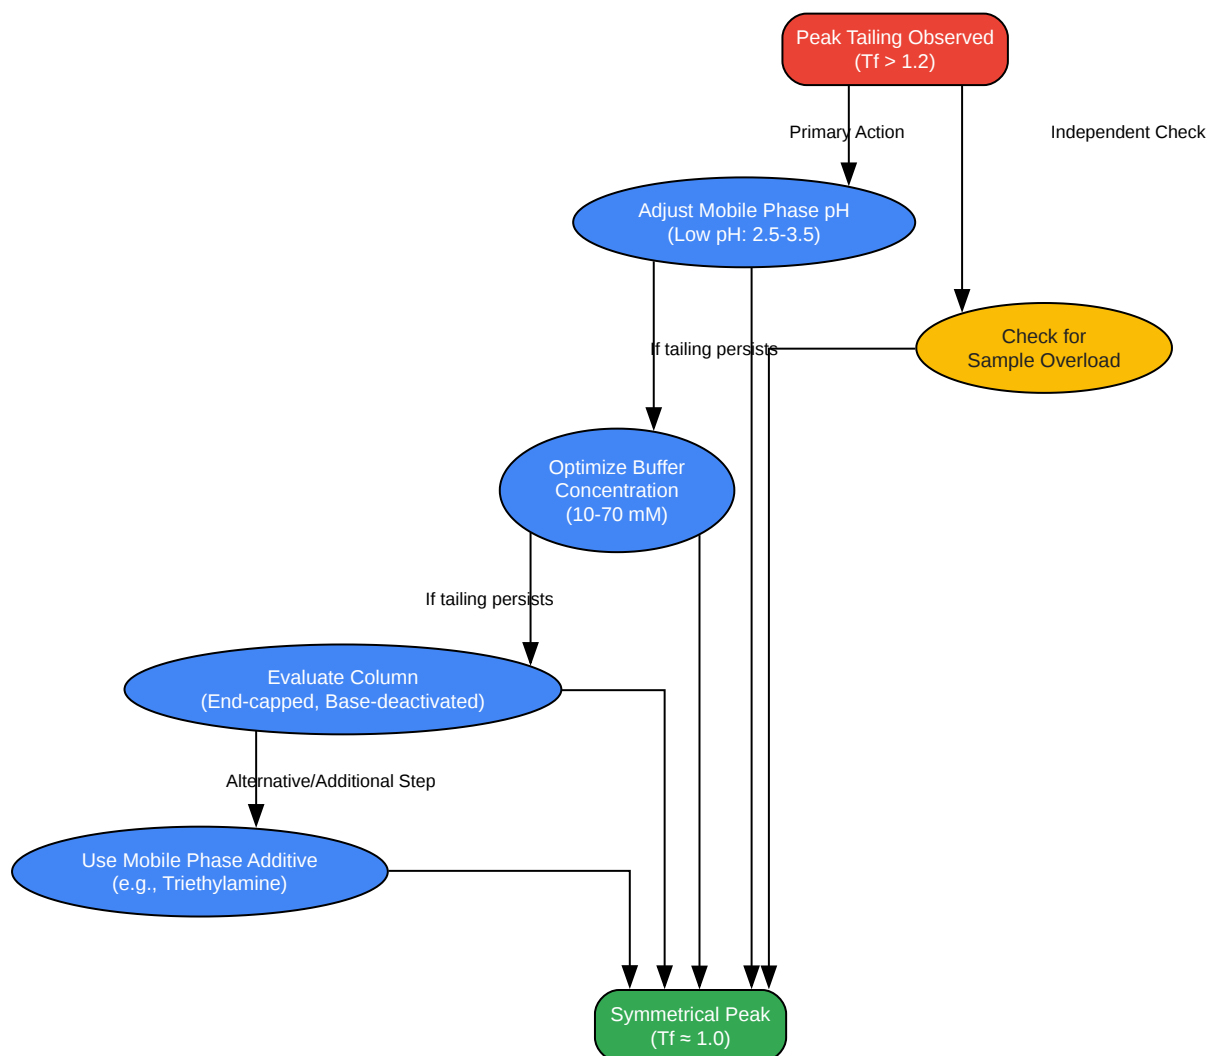 Peak Tailing Observed
(Tf > 1.2)
Primary Action
Independent Check
Adjust Mobile Phase pH
(Low pH: 2.5-3.5)
If tailing persists
Check for
Sample Overload
Optimize Buffer
Concentration
(10-70 mM)
If tailing persists
Evaluate Column
(End-capped, Base-deactivated)
Alternative/Additional Step
Use Mobile Phase Additive
(e.g., Triethylamine)
Symmetrical Peak
(Tf ≈ 1.0)